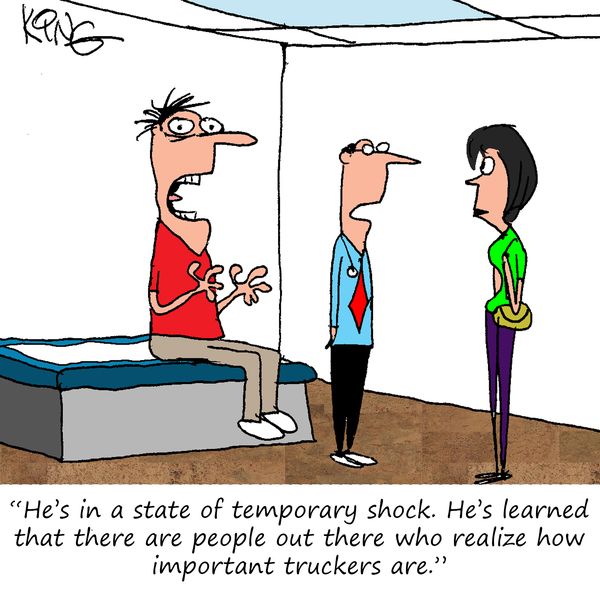 KING
“He’s in a state of temporary shock. He’s learned
that there are people out there who realize how
important truckers are.”